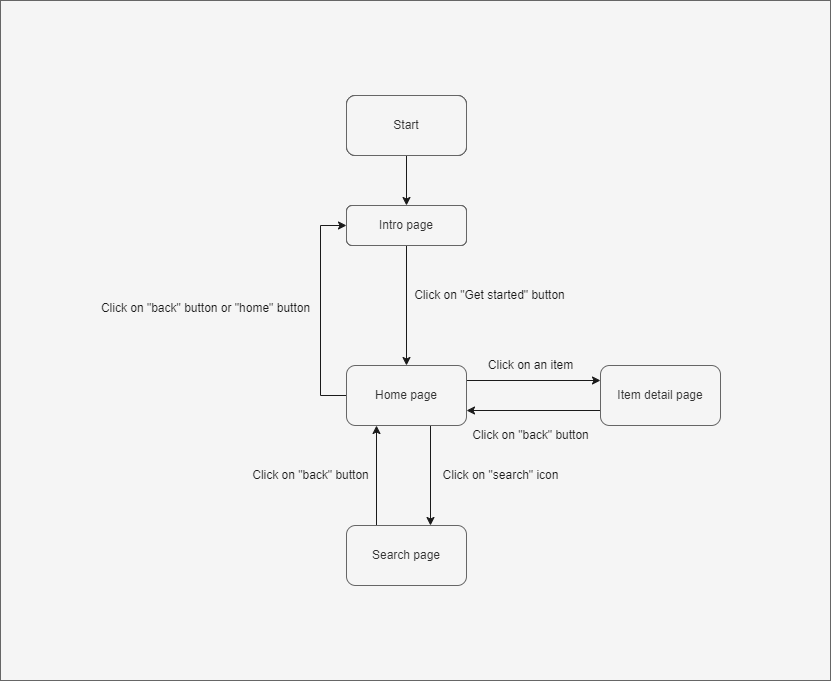 Start
Intro page
Click on "Get started" button
Click on "back" button or "home" button
Click on an item
Home page
Item detail page
Click on "back" button
Click on "back" button
Click on "search" icon
Search page